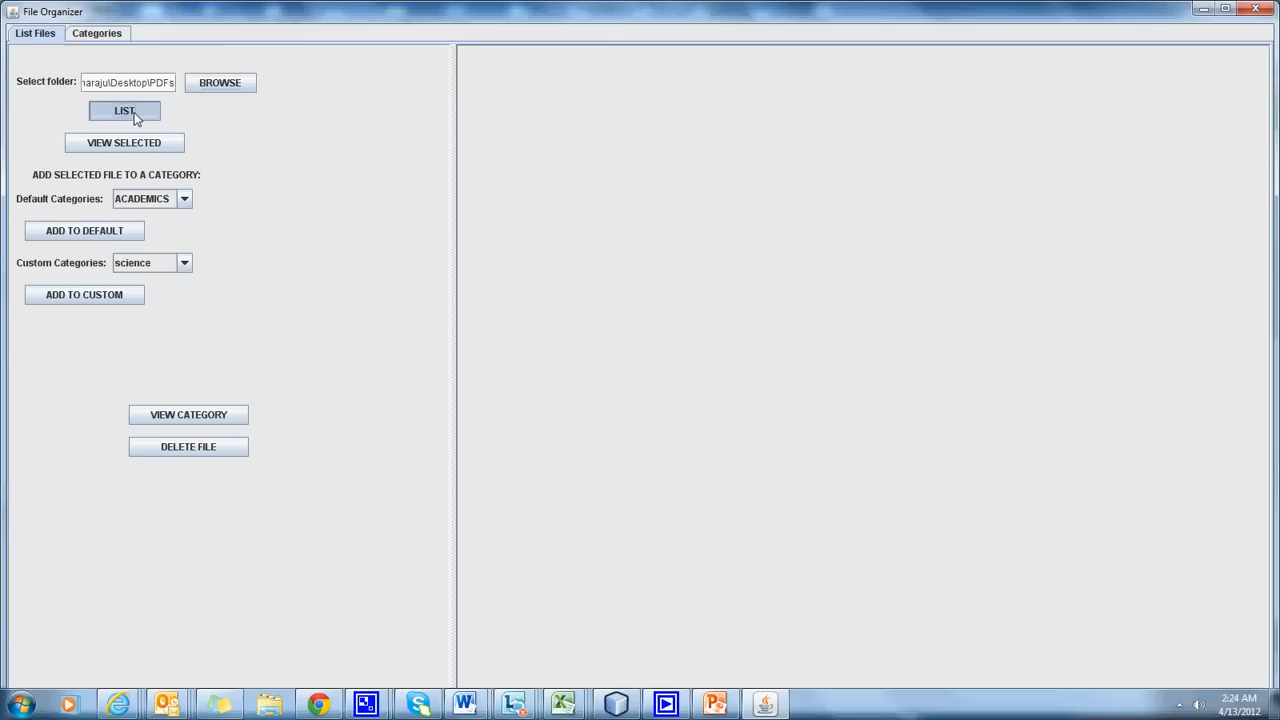 File Organizer
List Files Categories
Select folder: naraju\Desktop\PDFs BROWSE
LIST
VIEW SELECTED
ADD SELECTED FILE TO A CATEGORY:
Default Categories: ACADEMICS
ADD TO DEFAULT
Custom Categories: science
ADD TO CUSTOM
VIEW CATEGORY
DELETE FILE
2:24 AM
4/13/2012